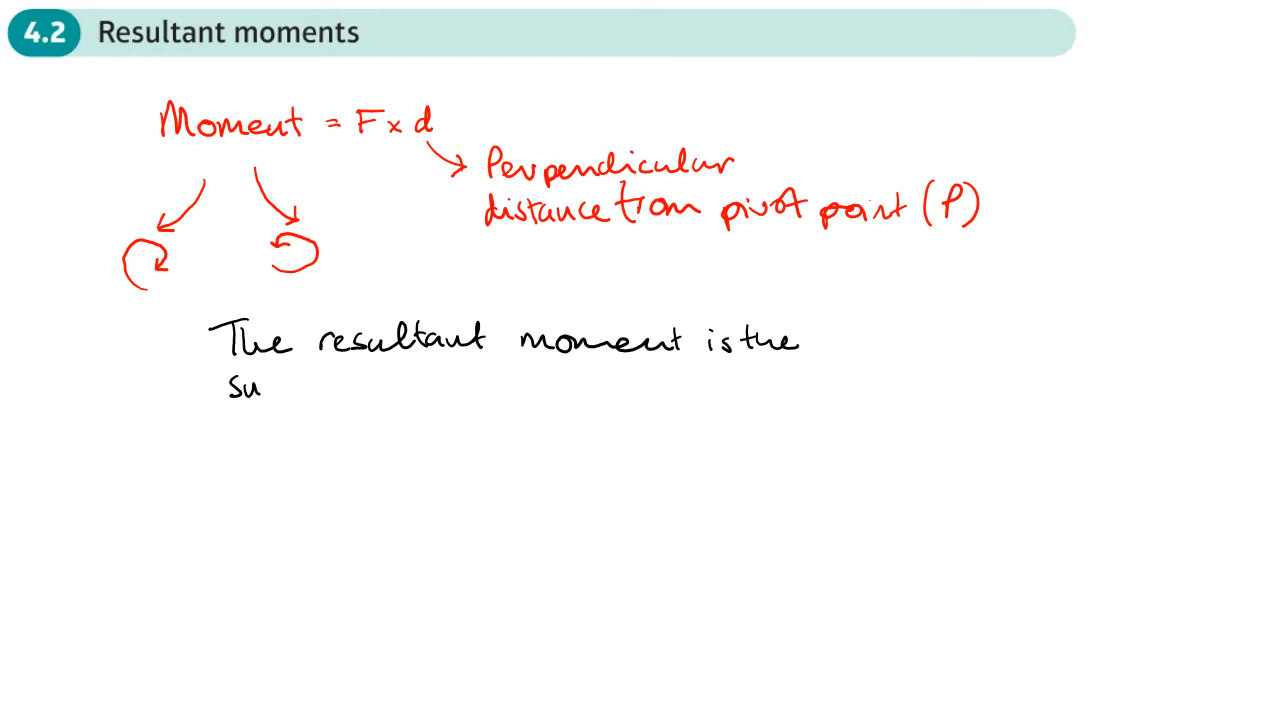 4.2 Resultant moments
Moment = F × d
Perpendicular
distance from pivot point (P)
The resultant moment is the
su